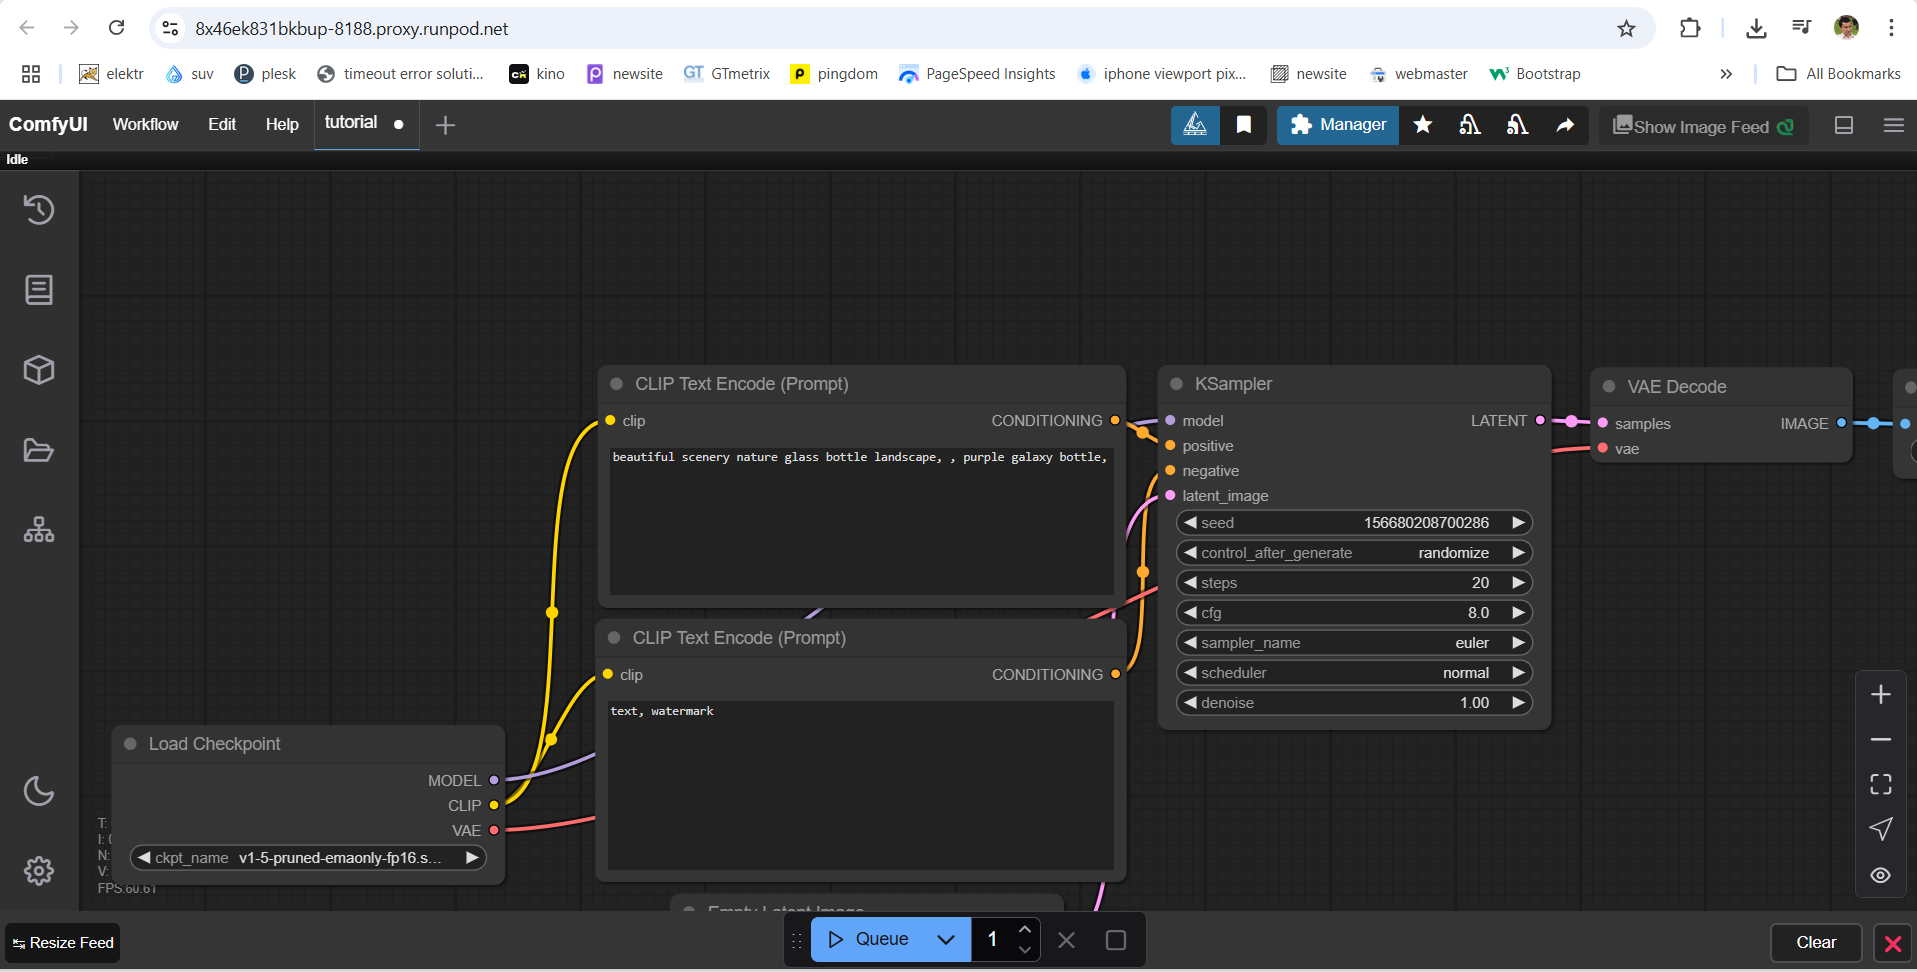 8x46ek831bkbup-8188.proxy.runpod.net
elektr suv plesk timeout error soluti... kino newsite GTmetrix pingdom PageSpeed Insights iphone viewport pix... newsite webmaster Bootstrap All Bookmarks
ComfyUI Workflow Edit Help tutorial Manager Show Image Feed
Idle
CLIP Text Encode (Prompt)
clip CONDITIONING
beautiful scenery nature glass bottle landscape, , purple galaxy bottle,
KSampler
model LATENT
positive
negative
latent_image
seed 156680208700286
control_after_generate randomize
steps 20
cfg 8.0
sampler_name euler
scheduler normal
denoise 1.00
VAE Decode
samples IMAGE
vae
CLIP Text Encode (Prompt)
clip CONDITIONING
text, watermark
Load Checkpoint
MODEL
CLIP
VAE
ckpt_name v1-5-pruned-emaonly-fp16.s...
T:
I:
N:
V:
FPS:60.61
Empty Latent Image
Resize Feed
Queue 1
Clear